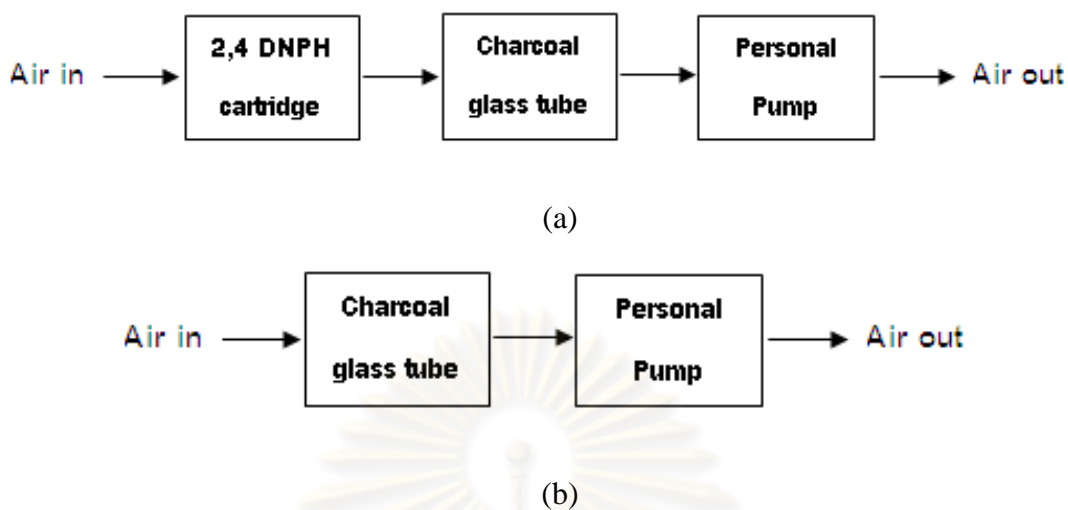 Air in
2,4 DNPH
cartridge
Charcoal
glass tube
Personal
Pump
Air out
(a)
Air in
Charcoal
glass tube
Personal
Pump
Air out
(b)